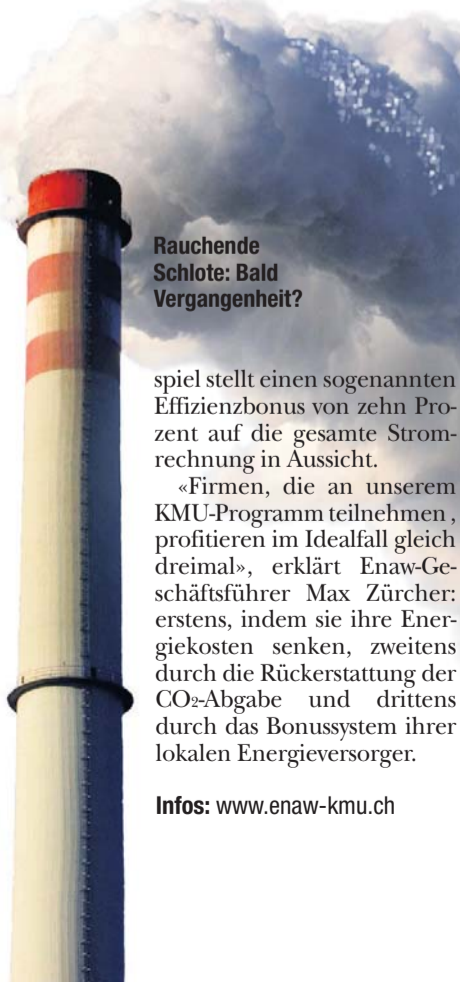 Rauchende
Schlote: Bald
Vergangenheit?
spiel stellt einen sogenannten
Effizienzbonus von zehn Pro-
zent auf die gesamte Strom-
rechnung in Aussicht.
«Firmen, die an unserem
KMU-Programm teilnehmen ,
profitieren im Idealfall gleich
dreimal», erklärt Enaw-Ge-
schäftsführer Max Zürcher:
erstens, indem sie ihre Ener-
giekosten senken, zweitens
durch die Rückerstattung der
CO2-Abgabe und drittens
durch das Bonussystem ihrer
lokalen Energieversorger.
Infos: www.enaw-kmu.ch